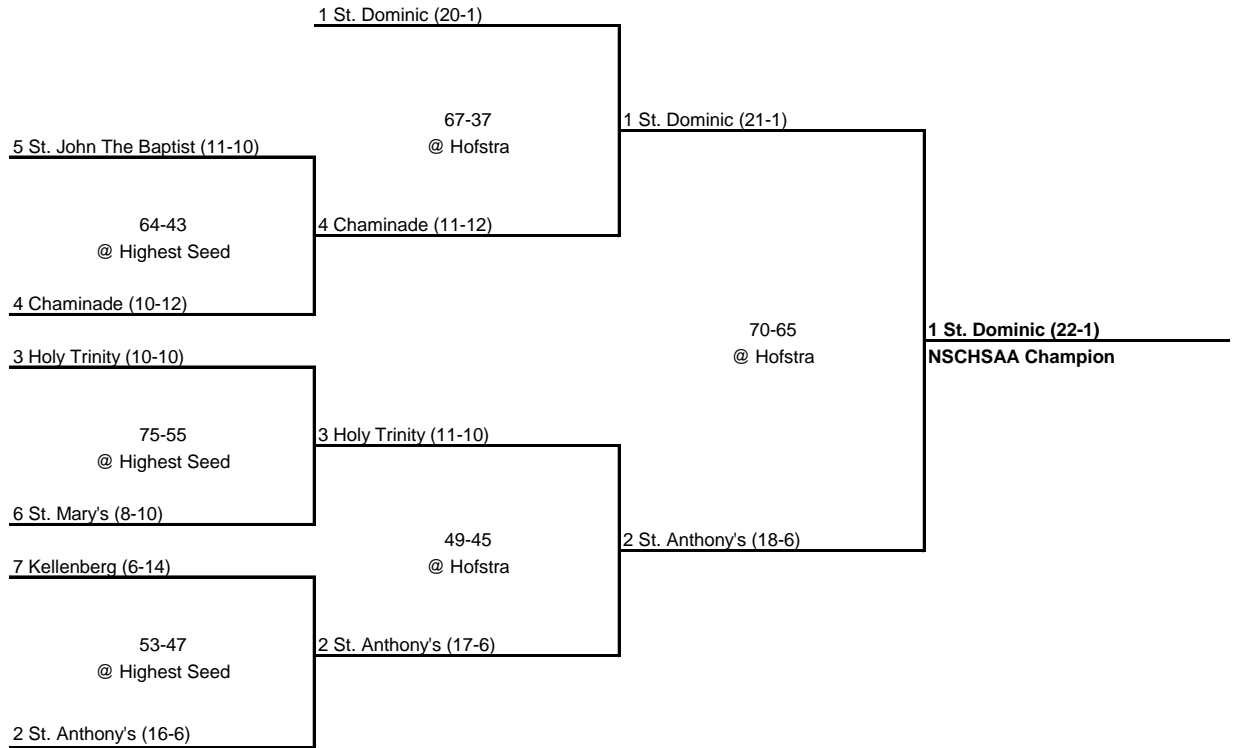 1 St. Dominic (20-1)
67-37
@ Hofstra
1 St. Dominic (21-1)
5 St. John The Baptist (11-10)
64-43
@ Highest Seed
4 Chaminade (11-12)
4 Chaminade (10-12)
70-65
@ Hofstra
1 St. Dominic (22-1)
NSCHSAA Champion
3 Holy Trinity (10-10)
75-55
@ Highest Seed
3 Holy Trinity (11-10)
6 St. Mary's (8-10)
49-45
@ Hofstra
2 St. Anthony's (18-6)
7 Kellenberg (6-14)
53-47
@ Highest Seed
2 St. Anthony's (17-6)
2 St. Anthony's (16-6)